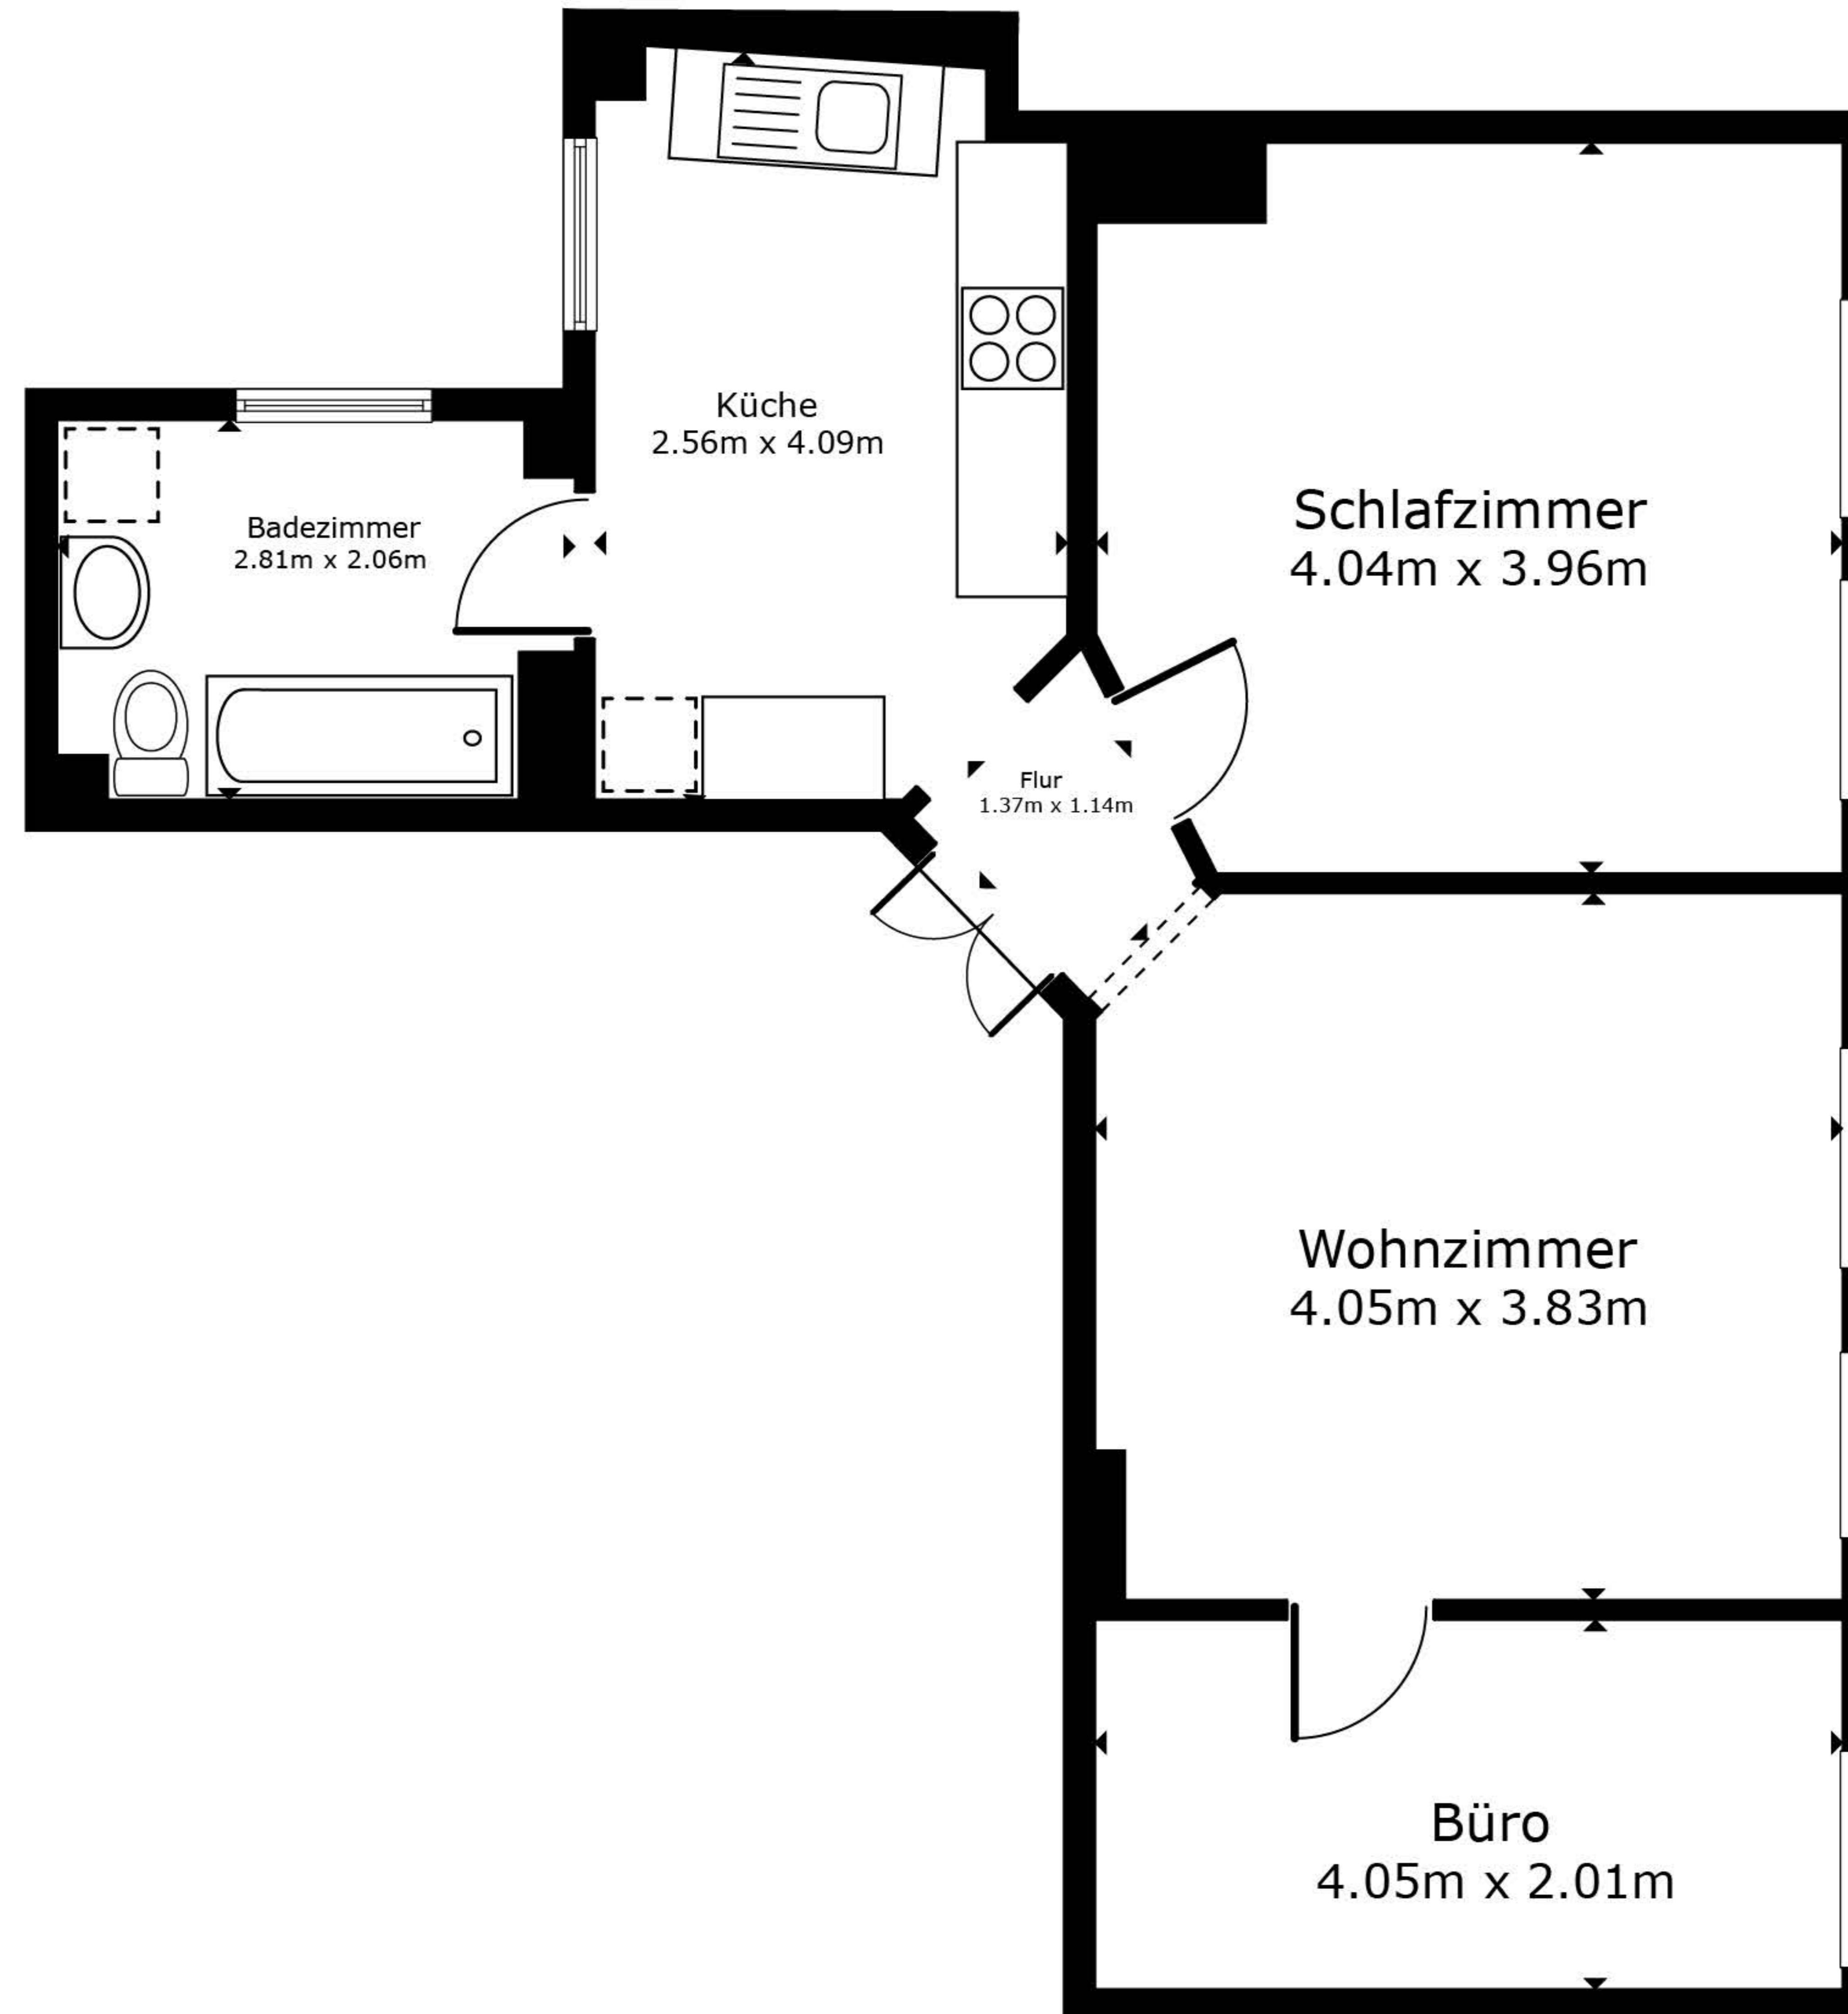 Küche
2.56m x 4.09m
Schlafzimmer
4.04m x 3.96m
Badezimmer
2.81m x 2.06m
Flur
1.37m x 1.14m
Wohnzimmer
4.05m x 3.83m
Büro
4.05m x 2.01m